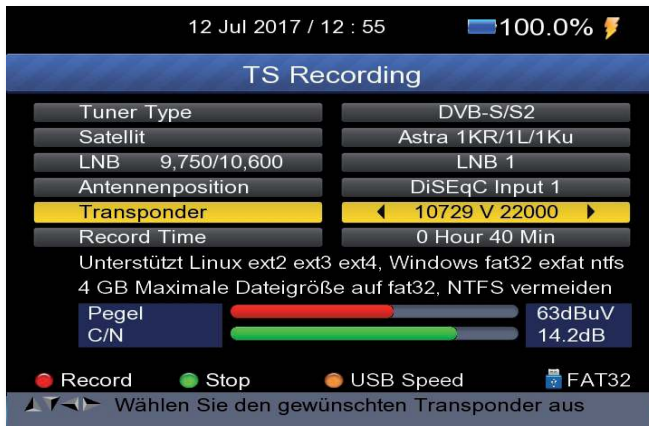 12 Jul 2017 / 12 : 55 100.0%
TS Recording
Tuner Type DVB-S/S2
Satellit Astra 1KR/1L/1Ku
LNB 9,750/10,600 LNB 1
Antennenposition DiSEqC Input 1
Transponder 10729 V 22000
Record Time 0 Hour 40 Min
Unterstützt Linux ext2 ext3 ext4, Windows fat32 exfat ntfs
4 GB Maximale Dateigröße auf fat32, NTFS vermeiden
Pegel 63dBuV
C/N 14.2dB
Record Stop USB Speed FAT32
Wählen Sie den gewünschten Transponder aus